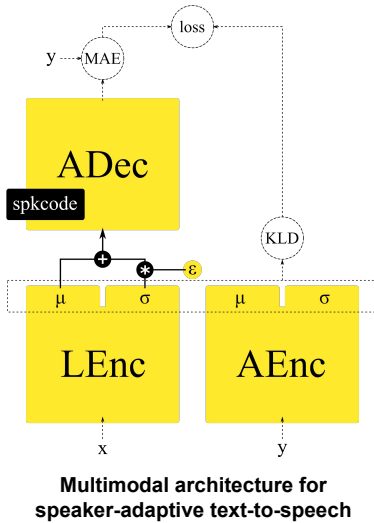 loss
y
MAE
ADec
spkcode
KLD
+
* ε
μ σ μ σ
LEnc AEnc
x y
Multimodal architecture for
speaker-adaptive text-to-speech